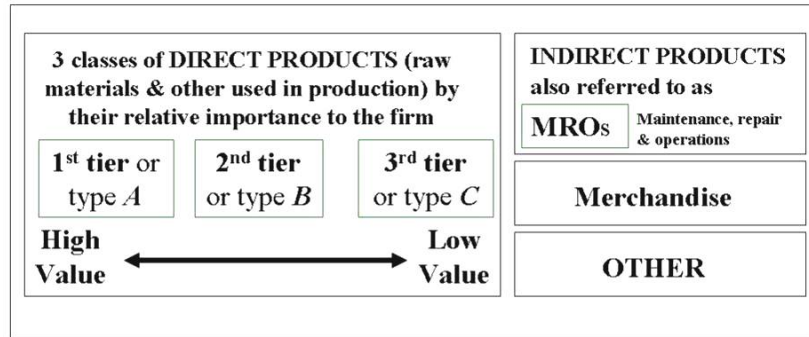 3 classes of DIRECT PRODUCTS (raw
materials & other used in production) by
their relative importance to the firm
1st tier or
type A
2nd tier
or type B
3rd tier
or type C
High
Value
Low
Value
INDIRECT PRODUCTS
also referred to as
MROs
Maintenance, repair
& operations
Merchandise
OTHER